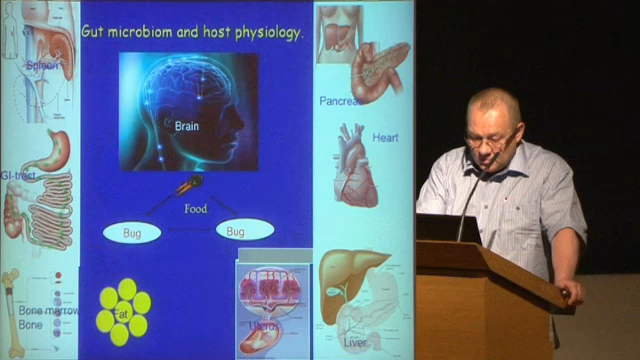 Gut microbiom and host physiology.
Spleen
Pancreas
Brain
Heart
GI-tract
Food
Bug
Bug
Bone marrow
Bone
Fat
Uterus
Liver